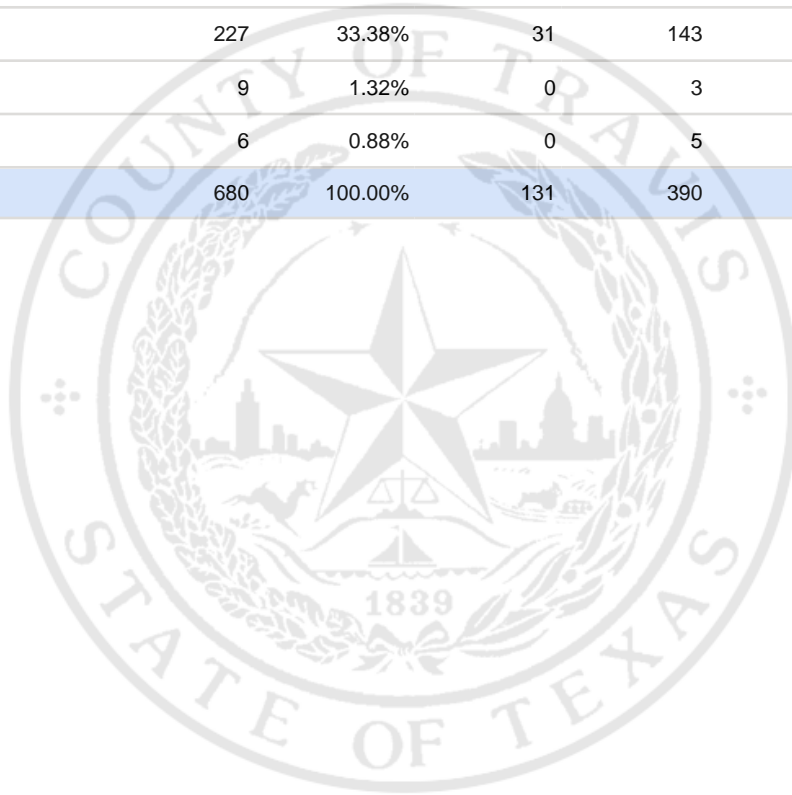 227 33.38% 31 143
9 1.32% 0 3
6 0.88% 0 5
680 100.00% 131 390
COUNTY OF TRAVIS
1839
STATE OF TEXAS